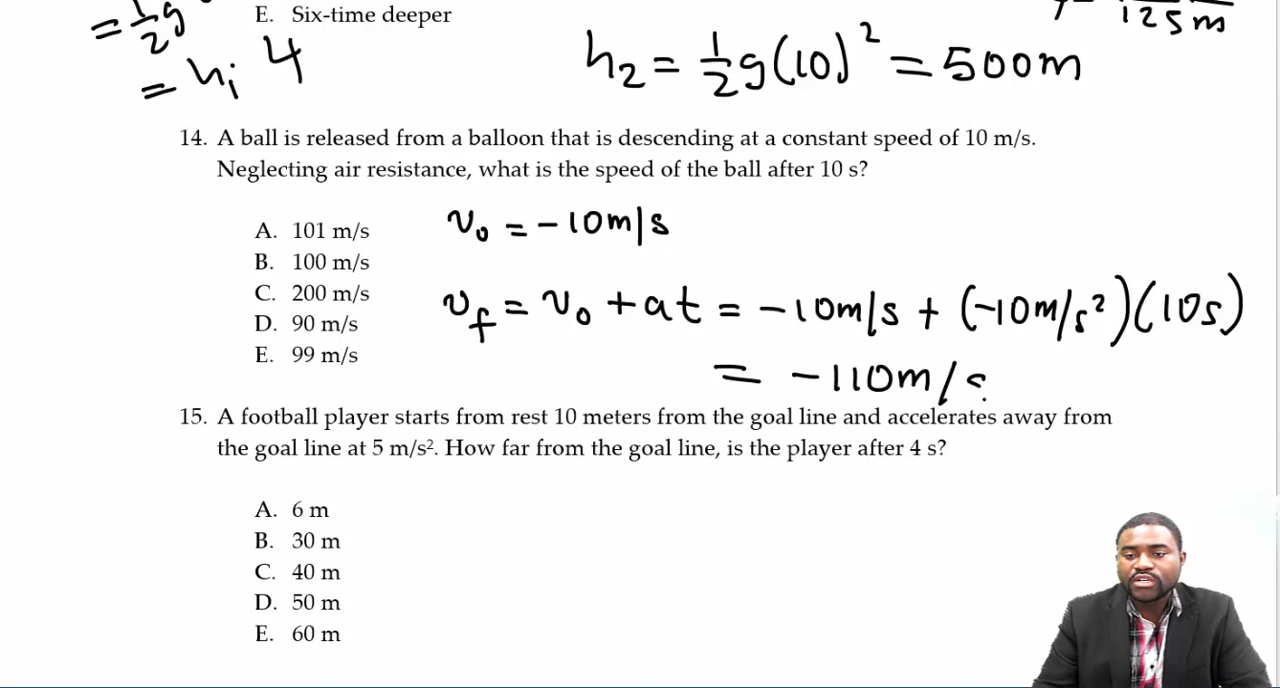 = 1/2 g
E. Six-time deeper
125m
= hi 4
h₂ = 1/2 g(10)² = 500m
14. A ball is released from a balloon that is descending at a constant speed of 10 m/s.
Neglecting air resistance, what is the speed of the ball after 10 s?
A. 101 m/s
v₀ = -10m/s
B. 100 m/s
C. 200 m/s
v_f = v₀ + at = -10m/s + (-10m/s²)(10s)
D. 90 m/s
E. 99 m/s
= -110m/s
15. A football player starts from rest 10 meters from the goal line and accelerates away from
the goal line at 5 m/s². How far from the goal line, is the player after 4 s?
A. 6 m
B. 30 m
C. 40 m
D. 50 m
E. 60 m